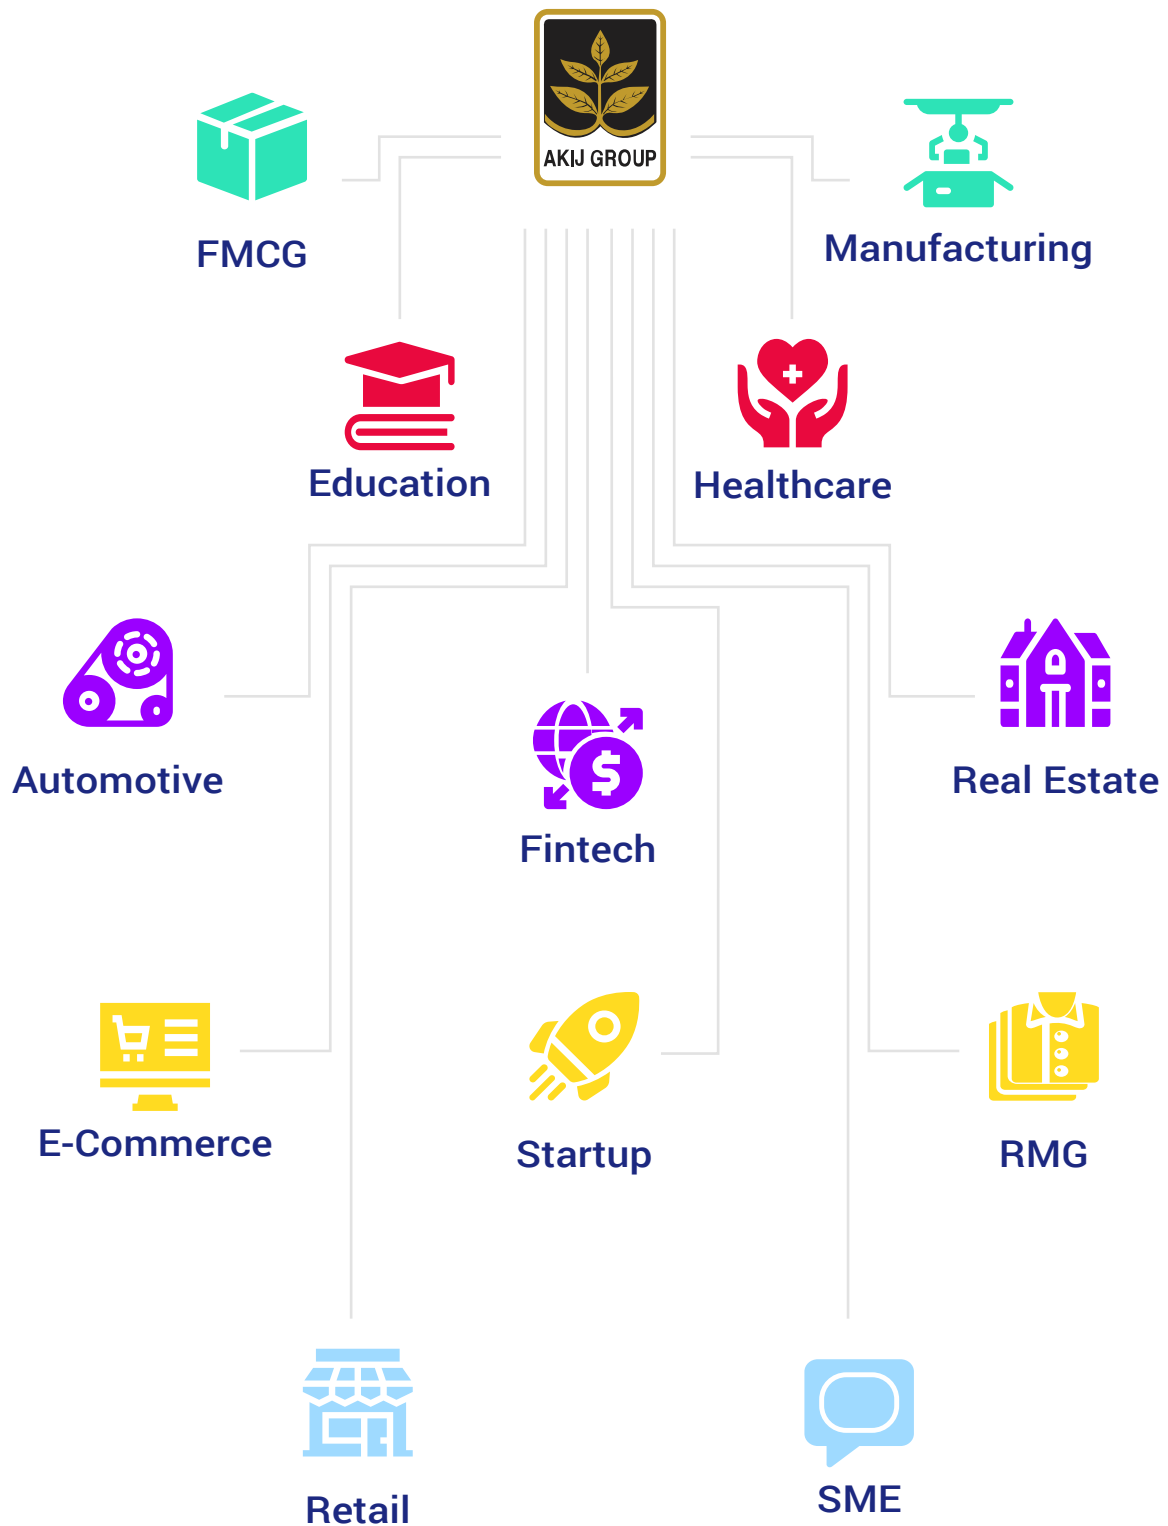 AKIJ GROUP
FMCG
Manufacturing
Education
Healthcare
Automotive
Real Estate
Fintech
E-Commerce
Startup
RMG
Retail
SME